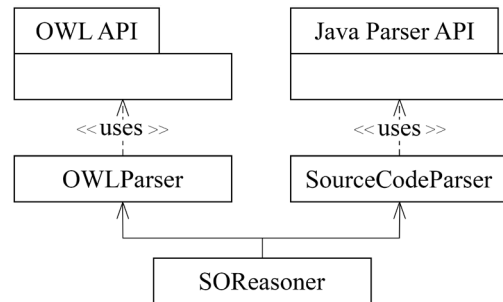 OWL API
Java Parser API
<< uses >>
<< uses >>
OWLParser
SourceCodeParser
SOReasoner